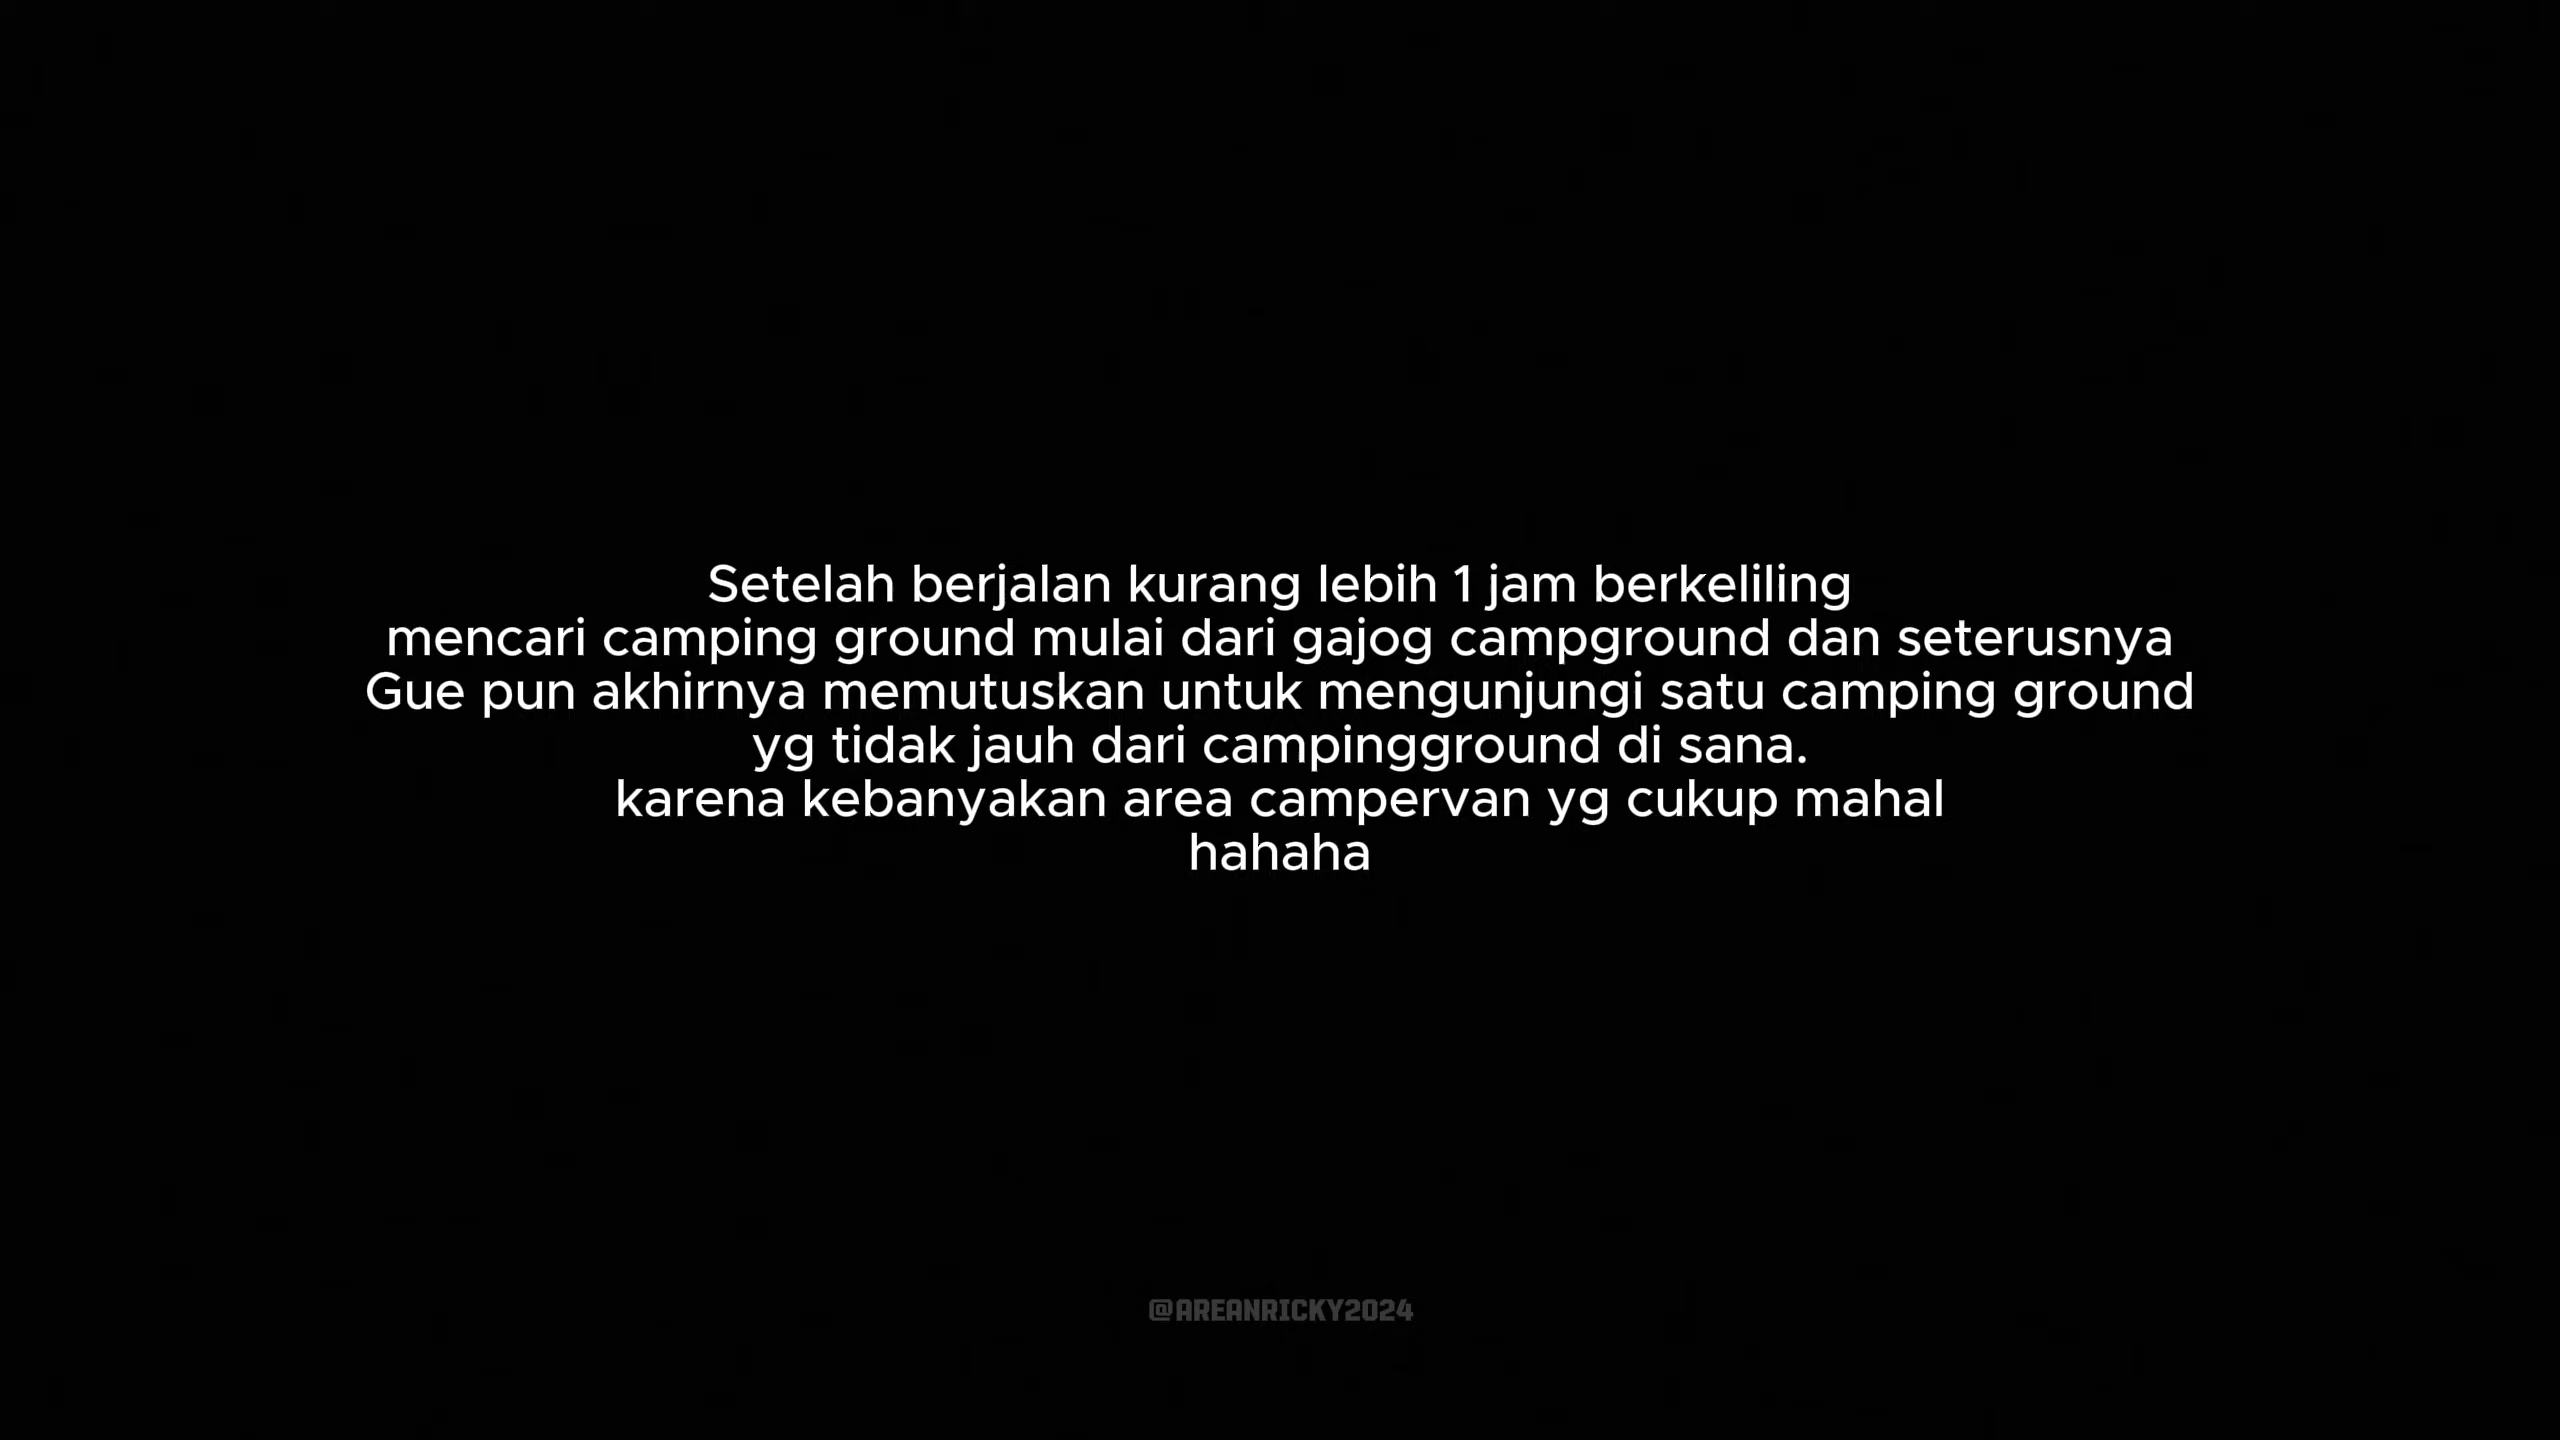 Setelah berjalan kurang lebih 1 jam berkeliling
mencari camping ground mulai dari gajog campground dan seterusnya
Gue pun akhirnya memutuskan untuk mengunjungi satu camping ground
yg tidak jauh dari campingground di sana.
karena kebanyakan area campervan yg cukup mahal
hahaha
@AREANRICKY2024